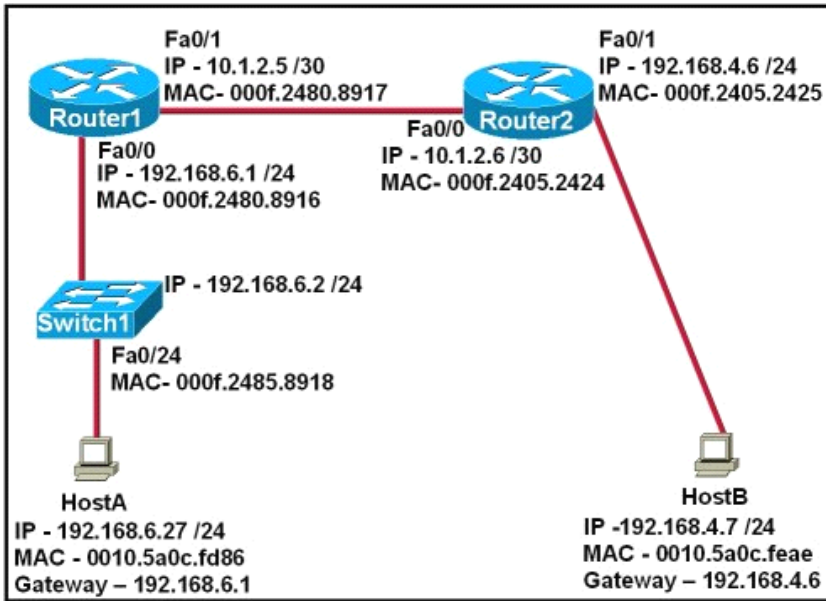 Fa0/1
IP - 10.1.2.5 /30
MAC- 000f.2480.8917
Router1
Fa0/0
IP - 192.168.6.1 /24
MAC- 000f.2480.8916
Fa0/1
IP - 192.168.4.6 /24
MAC- 000f.2405.2425
Router2
Fa0/0
IP - 10.1.2.6 /30
MAC- 000f.2405.2424
IP - 192.168.6.2 /24
Switch1
Fa0/24
MAC- 000f.2485.8918
HostA
IP - 192.168.6.27 /24
MAC - 0010.5a0c.fd86
Gateway – 192.168.6.1
HostB
IP -192.168.4.7 /24
MAC - 0010.5a0c.feae
Gateway – 192.168.4.6